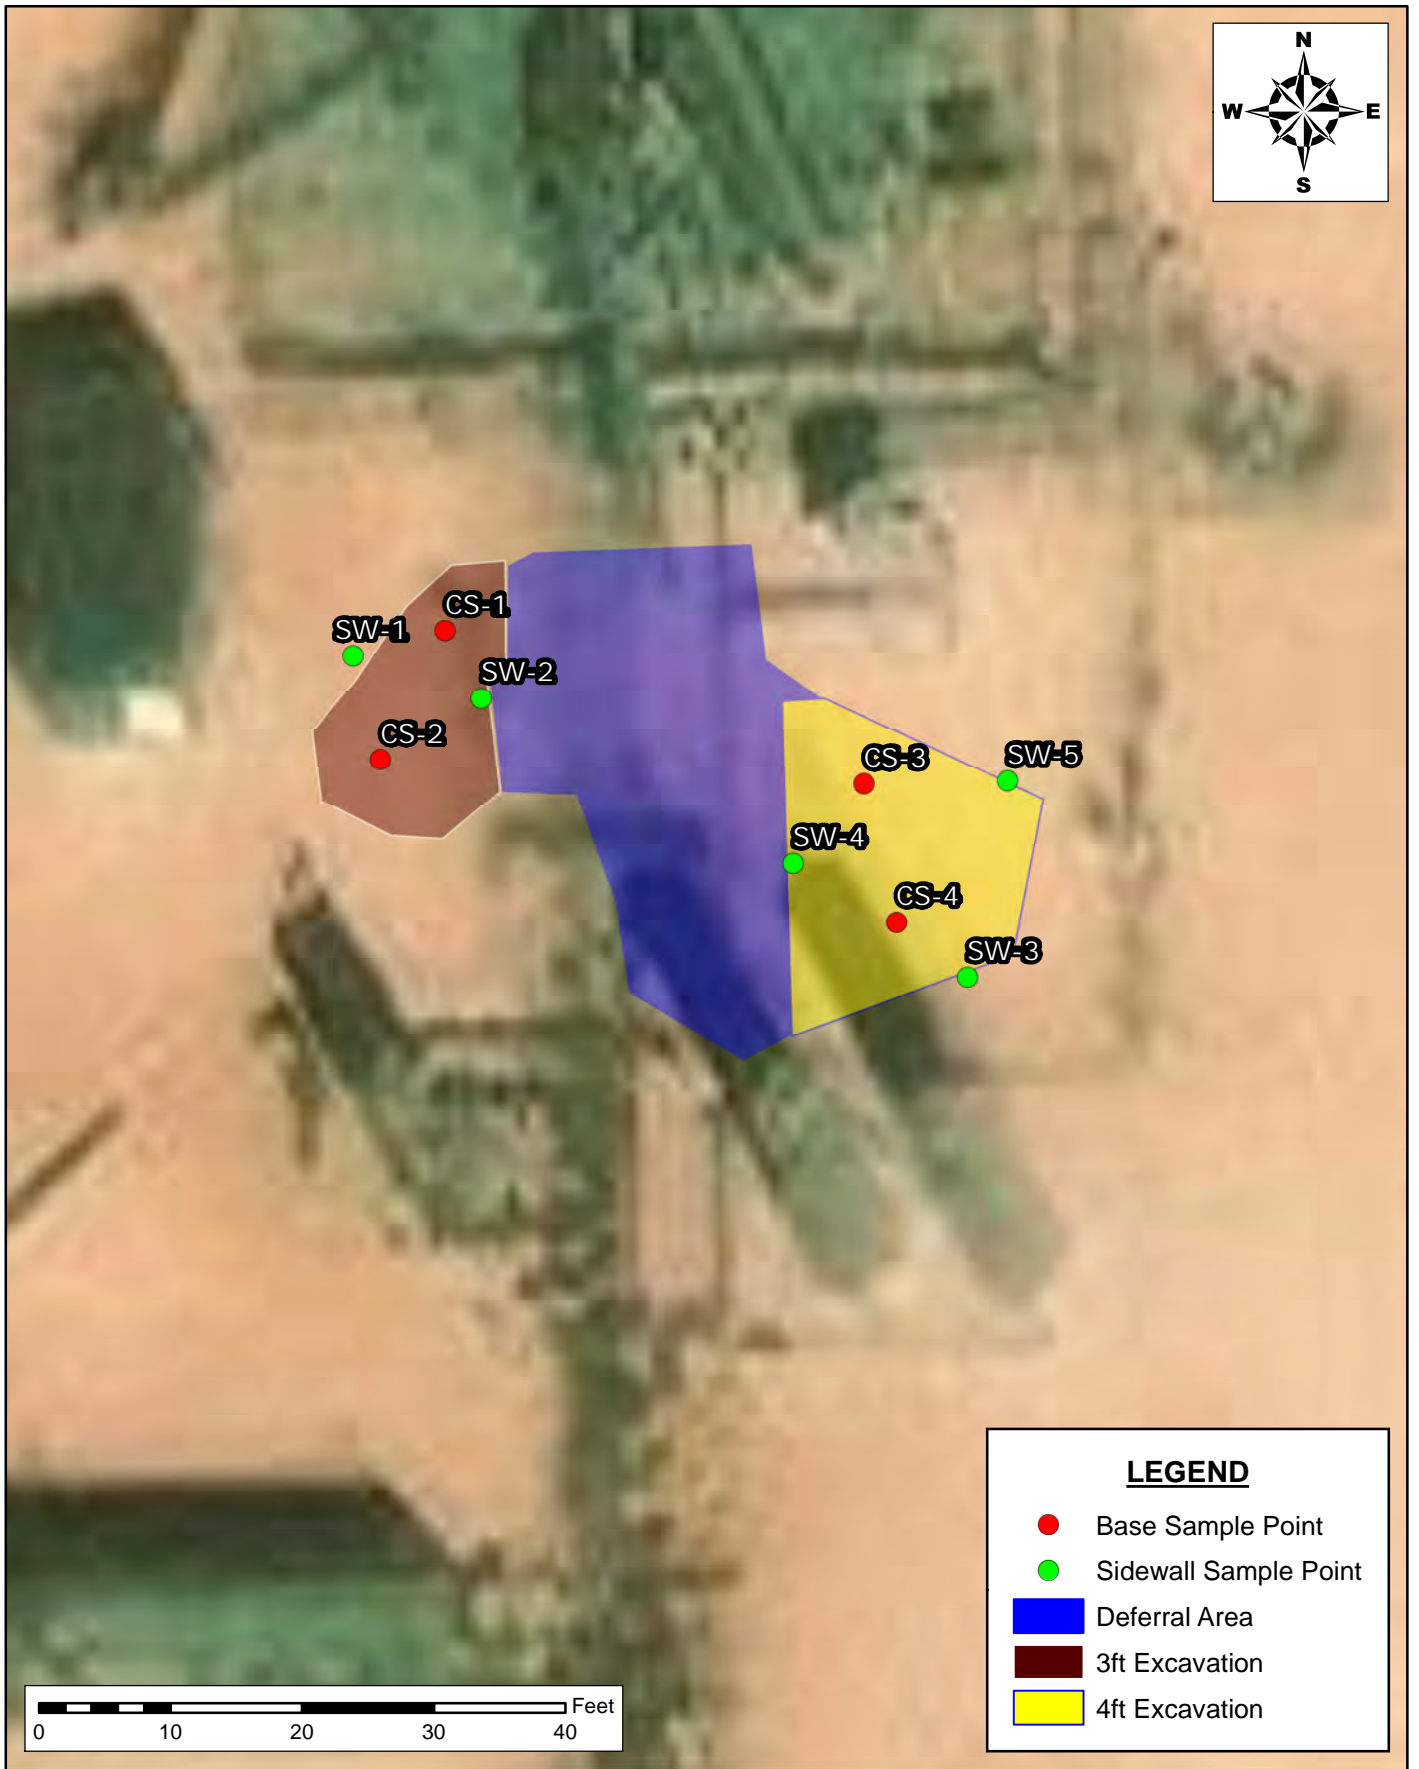 N
W E
S
CS-1
SW-1
SW-2
CS-2
CS-3
SW-5
SW-4
CS-4
SW-3
LEGEND
Base Sample Point
Sidewall Sample Point
Deferral Area
3ft Excavation
4ft Excavation
Feet
0 10 20 30 40